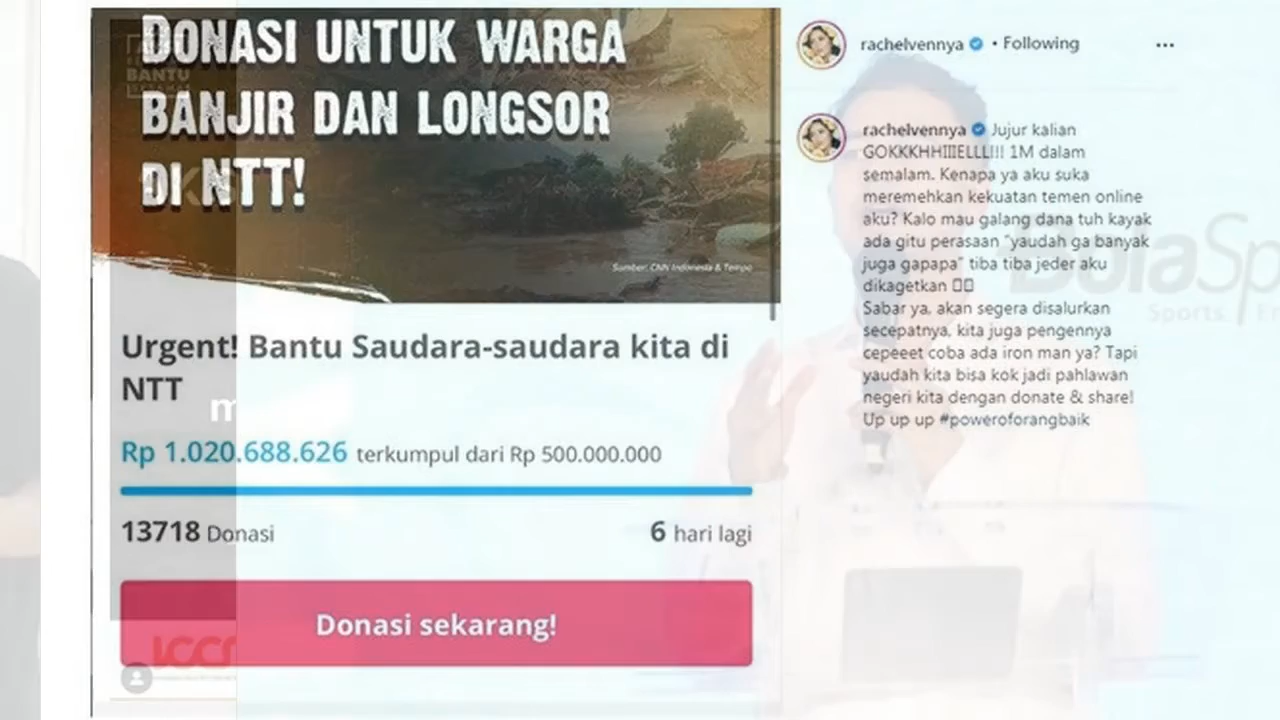 DONASI UNTUK WARGA
BANJIR DAN LONGSOR
DI NTT!
BANTU
Sumber: CNN Indonesia & Tempo
Urgent! Bantu Saudara-saudara kita di
NTT
Rp 1.020.688.626 terkumpul dari Rp 500.000.000
13718 Donasi
6 hari lagi
Donasi sekarang!
rachelvennya • Following
rachelvennya Jujur kalian
GOKKKHHIIIELLL!!! 1M dalam
semalam. Kenapa ya aku suka
meremehkan kekuatan temen online
aku? Kalo mau galang dana tuh kayak
ada gitu perasaan "yaudah ga banyak
juga gapapa" tiba tiba jeder aku
dikagetkan
Sabar ya, akan segera disalurkan
secepatnya, kita juga pengennya
cepeeet coba ada iron man ya? Tapi
yaudah kita bisa kok jadi pahlawan
negeri kita dengan donate & share!
Up up up #poweroforangbaik
BolaSp
Sports